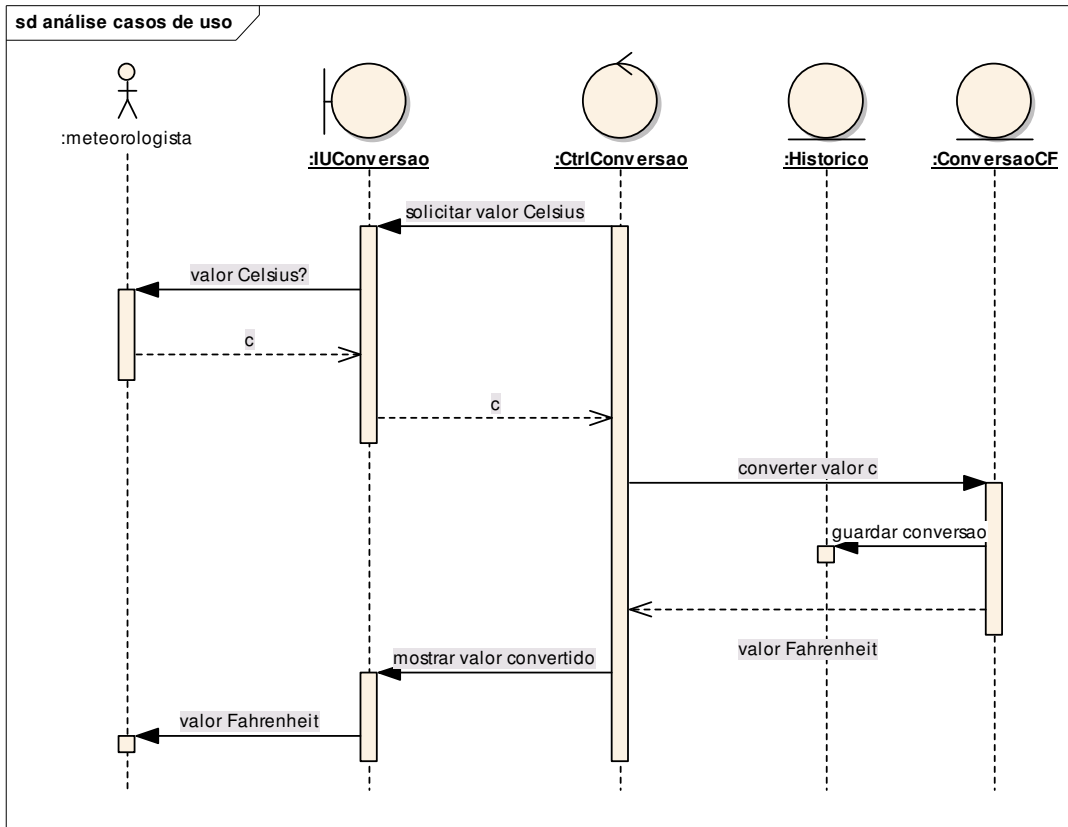 sd análise casos de uso
:meteorologista
:IUConversao
:CtrlConversao
:Historico
:ConversaoCF
solicitar valor Celsius
valor Celsius?
c
c
converter valor c
guardar conversao
valor Fahrenheit
mostrar valor convertido
valor Fahrenheit